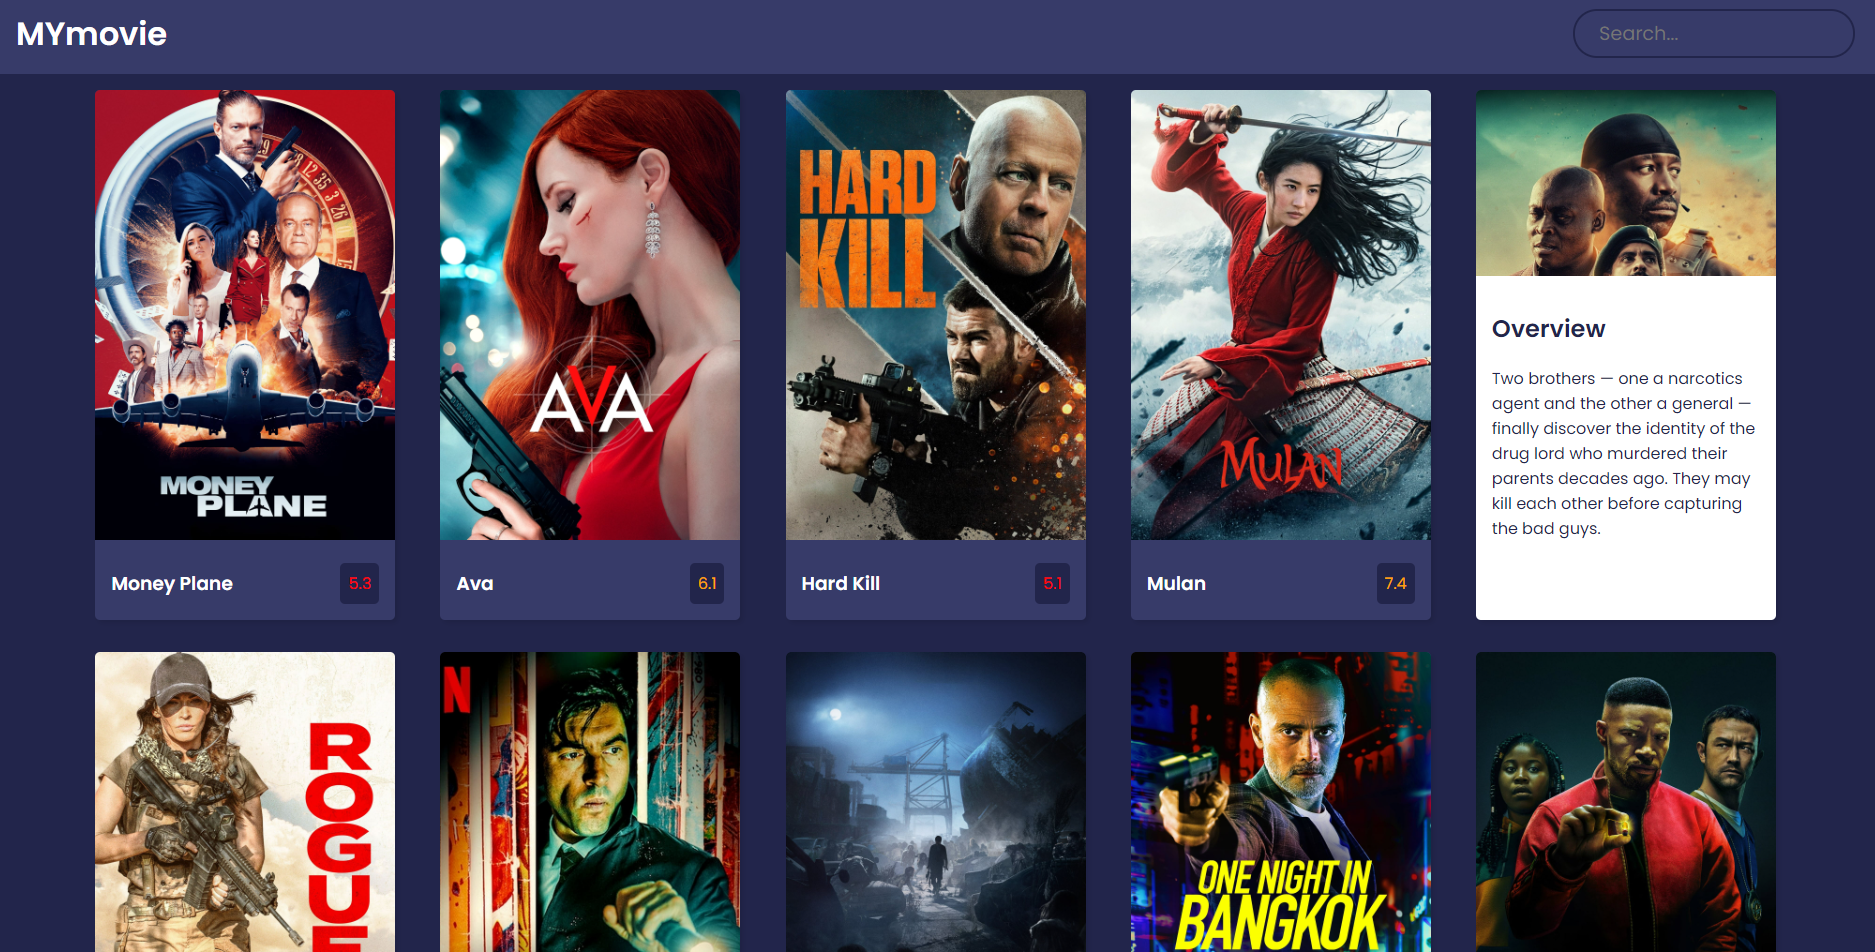 MYmovie
Search...
MONEY
PLANE
AVA
HARD
KILL
MULAN
Overview
Two brothers — one a narcotics
agent and the other a general —
finally discover the identity of the
drug lord who murdered their
parents decades ago. They may
kill each other before capturing
the bad guys.
Money Plane
5.3
Ava
6.1
Hard Kill
5.1
Mulan
7.4
ROGUE
N
ONE NIGHT IN
BANGKOK